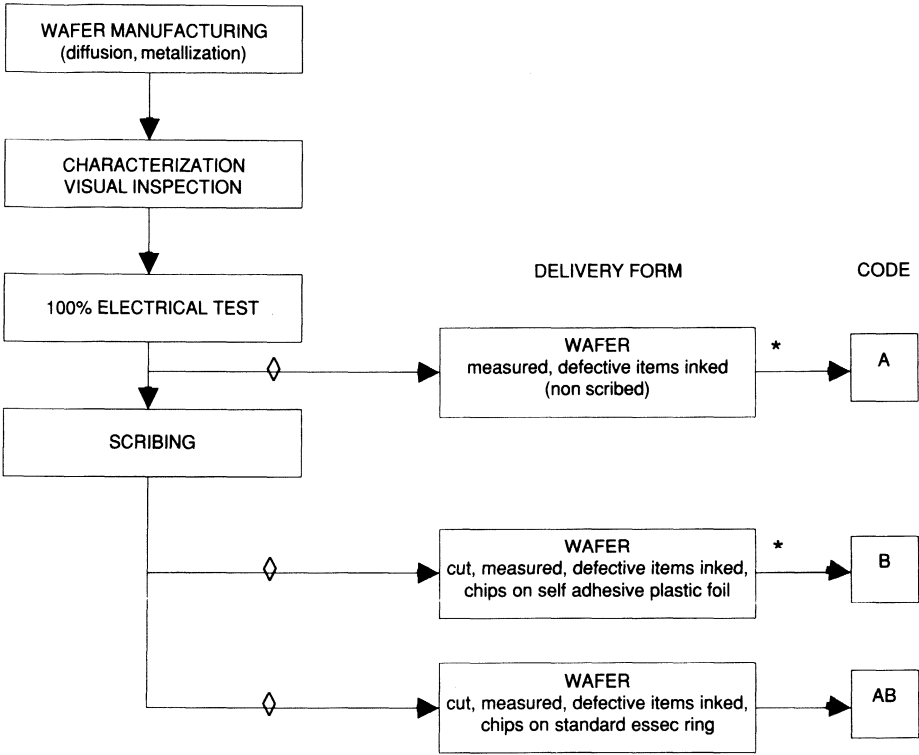 WAFER MANUFACTURING
(diffusion, metallization)
CHARACTERIZATION
VISUAL INSPECTION
DELIVERY FORM
CODE
100% ELECTRICAL TEST
WAFER
measured, defective items inked
(non scribed)
*
A
SCRIBING
WAFER
cut, measured, defective items inked,
chips on self adhesive plastic foil
*
B
WAFER
cut, measured, defective items inked,
chips on standard essec ring
AB